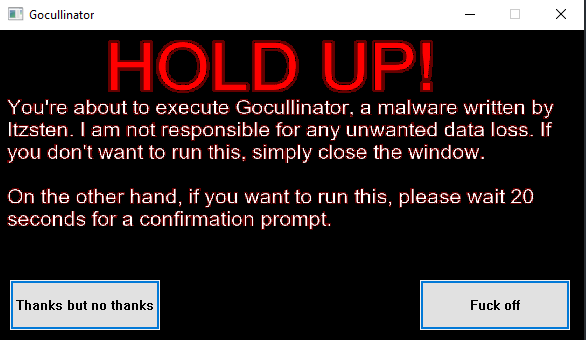 Gocullinator
HOLD UP!
You're about to execute Gocullinator, a malware written by
Itzsten. I am not responsible for any unwanted data loss. If
you don't want to run this, simply close the window.
On the other hand, if you want to run this, please wait 20
seconds for a confirmation prompt.
Thanks but no thanks
Fuck off